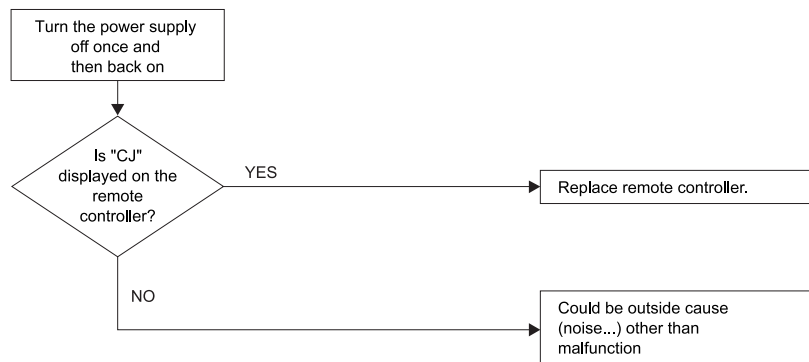 Turn the power supply
off once and
then back on
Is "CJ"
displayed on the
remote
controller?
YES
Replace remote controller.
NO
Could be outside cause
(noise...) other than
malfunction